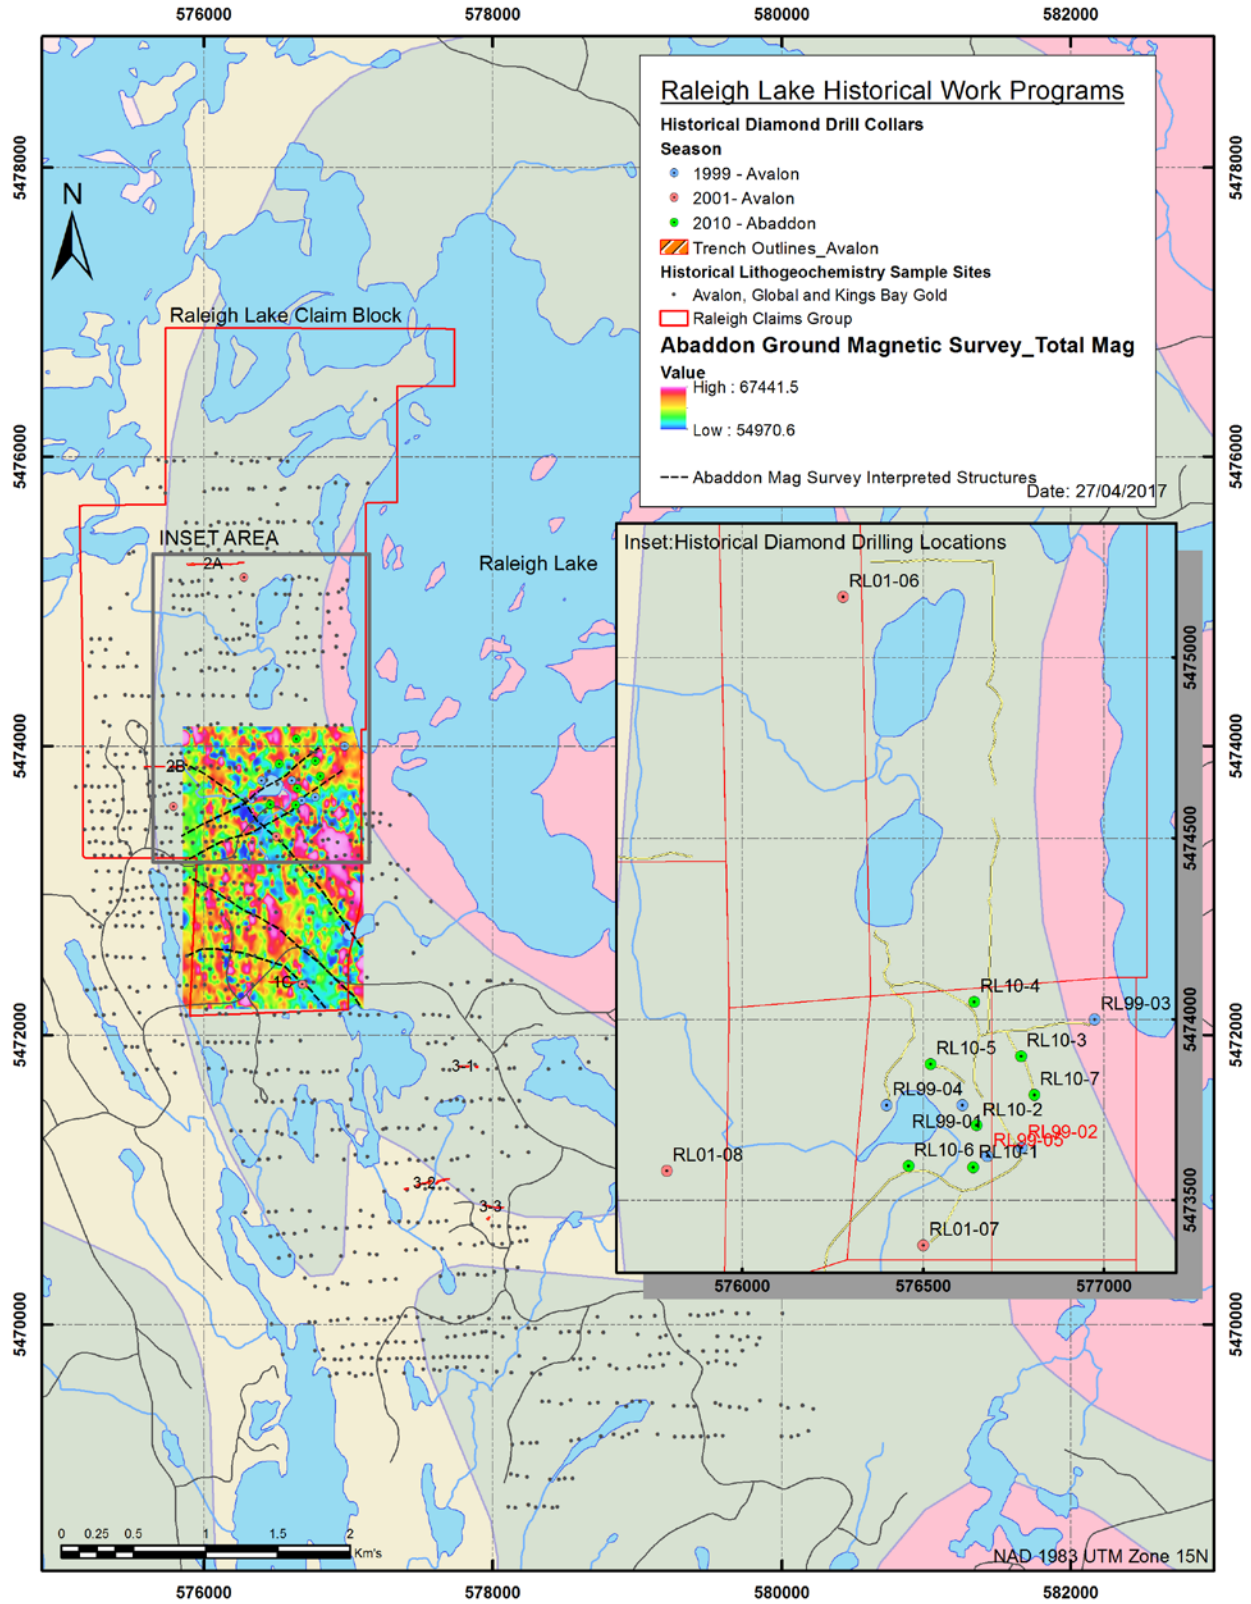 576000
578000
580000
582000
5478000
5478000
N
Raleigh Lake Historical Work Programs
Historical Diamond Drill Collars
Season
1999 - Avalon
2001- Avalon
2010 - Abaddon
Trench Outlines_Avalon
Historical Lithogeochemistry Sample Sites
Avalon, Global and Kings Bay Gold
Raleigh Claims Group
Abaddon Ground Magnetic Survey_Total Mag
Value
High : 67441.5
Low : 54970.6
Abaddon Mag Survey Interpreted Structures
Date: 27/04/2017
Raleigh Lake Claim Block
5476000
5476000
INSET AREA
2A
Raleigh Lake
Inset:Historical Diamond Drilling Locations
RL01-06
5475000
5474000
5474000
2B
5474500
RL10-4
RL99-03
5474000
RL10-3
RL10-5
RL10-7
RL99-04
RL10-2
RL99-01
RL99-02
RL99-05
RL10-6
RL10-1
RL01-08
5473500
RL01-07
576000
576500
577000
1C
5472000
5472000
3-1
3-2
3-3
5470000
5470000
0
0.25
0.5
1
1.5
2
Km's
NAD 1983 UTM Zone 15N
576000
578000
580000
582000